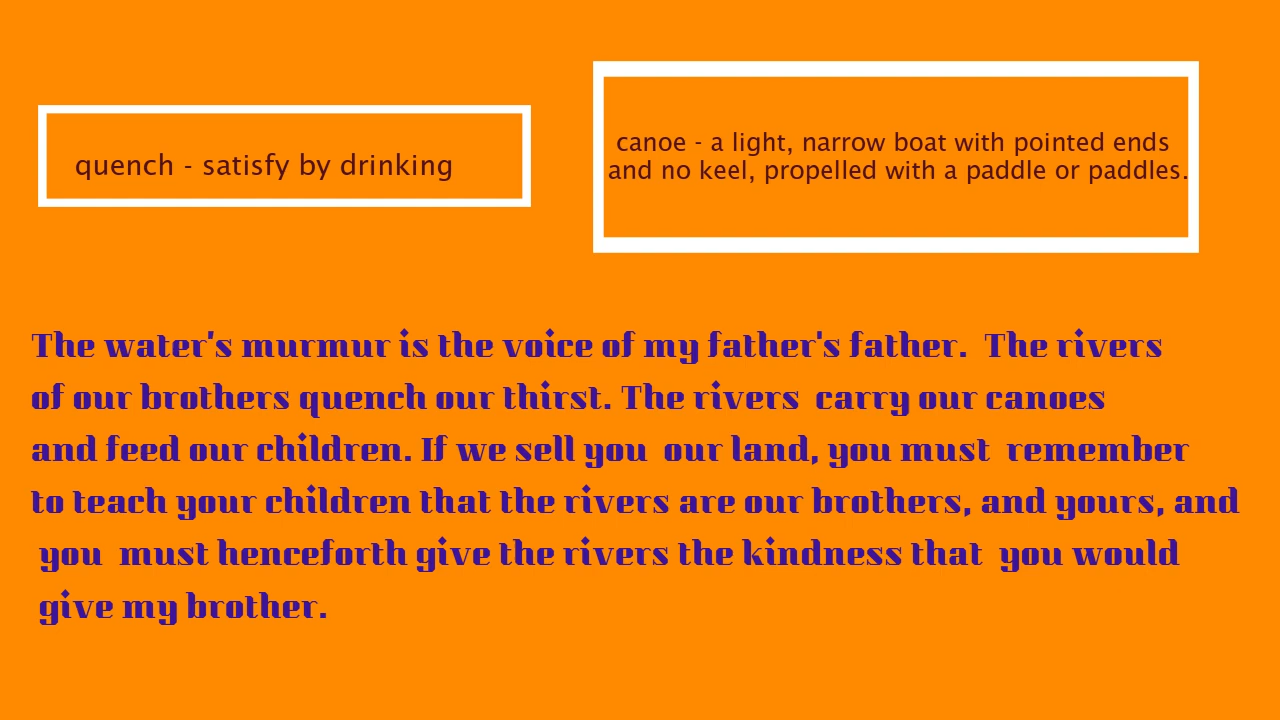 quench - satisfy by drinking
canoe - a light, narrow boat with pointed ends
and no keel, propelled with a paddle or paddles.
The water's murmur is the voice of my father's father. The rivers
of our brothers quench our thirst. The rivers carry our canoes
and feed our children. If we sell you our land, you must remember
to teach your children that the rivers are our brothers, and yours, and
you must henceforth give the rivers the kindness that you would
give my brother.